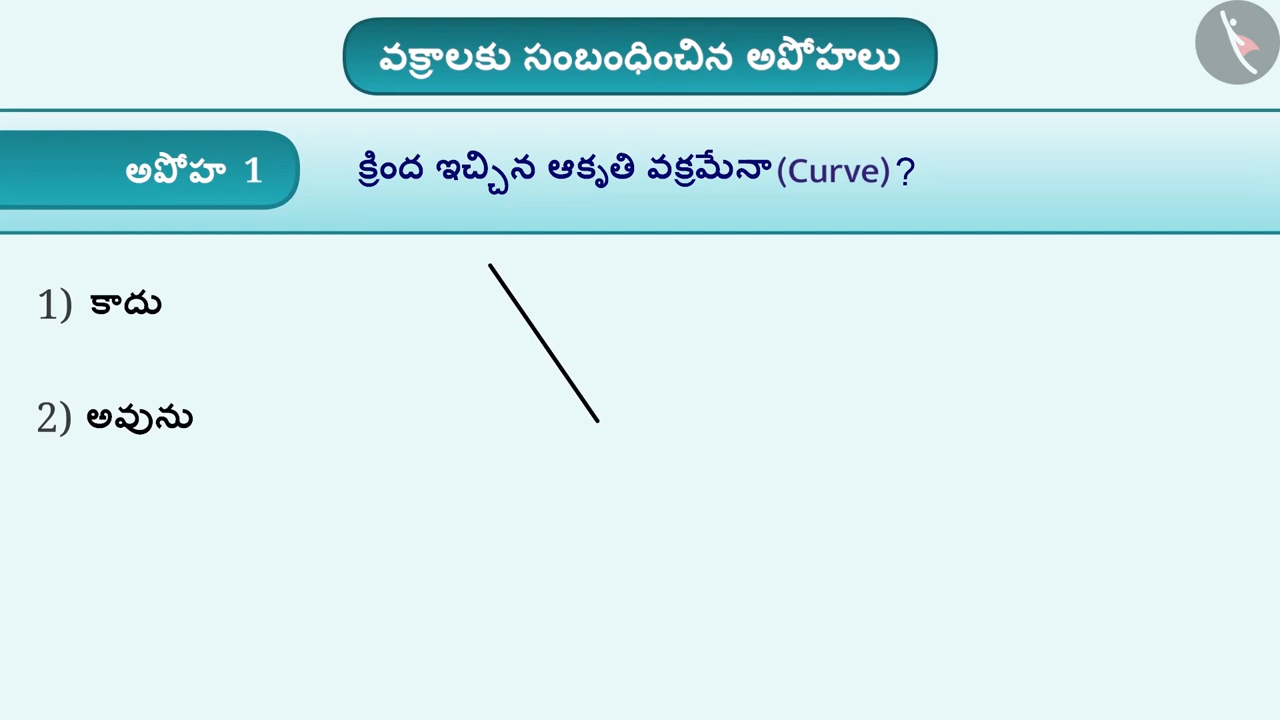 వక్రాలకు సంబంధించిన అపోహలు
అపోహ 1
క్రింద ఇచ్చిన ఆకృతి వక్రమేనా(Curve)?
1) కాదు
2) అవును